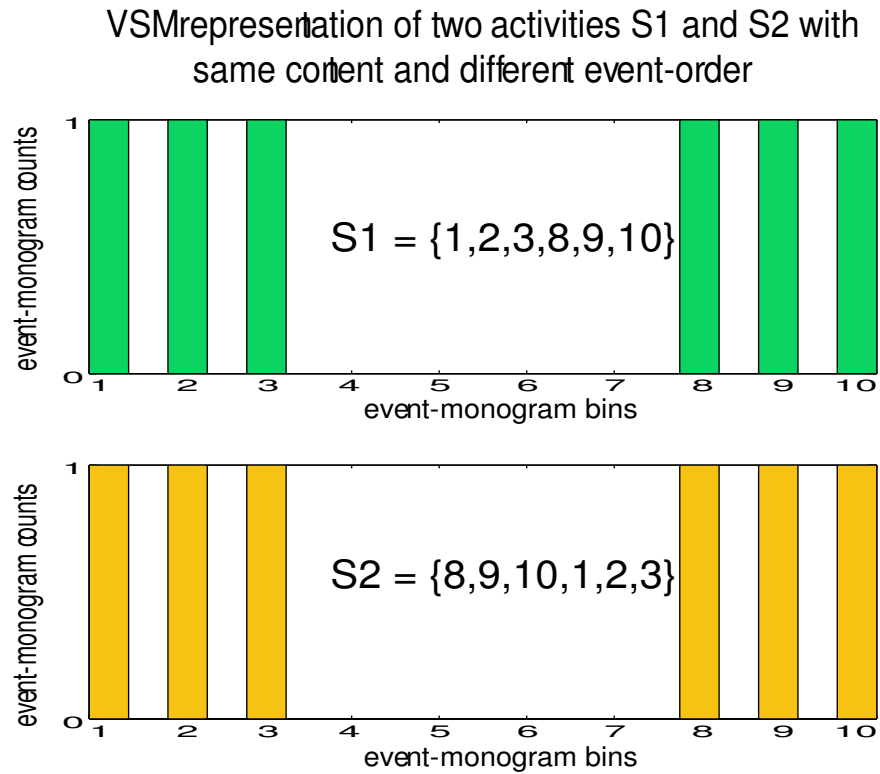 VSMrepresentation of two activities S1 and S2 with
same content and different event-order
event-monogram counts
1
0
S1 = {1,2,3,8,9,10}
1 2 3 4 5 6 7 8 9 10
event-monogram bins
event-monogram counts
1
0
S2 = {8,9,10,1,2,3}
1 2 3 4 5 6 7 8 9 10
event-monogram bins